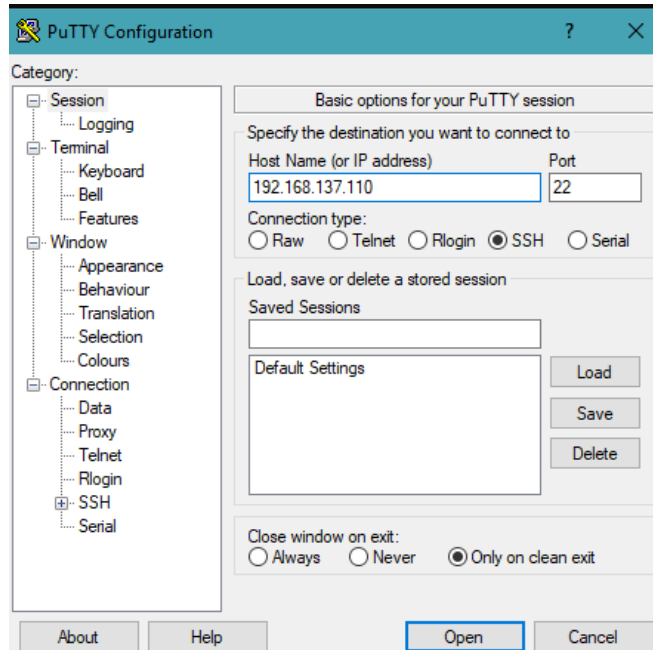 PuTTY Configuration
?
Category:
Session
Logging
Terminal
Keyboard
Bell
Features
Window
Appearance
Behaviour
Translation
Selection
Colours
Connection
Data
Proxy
Telnet
Rlogin
SSH
Serial
Basic options for your PuTTY session
Specify the destination you want to connect to
Host Name (or IP address) Port
192.168.137.110 22
Connection type:
Raw Telnet Rlogin SSH Serial
Load, save or delete a stored session
Saved Sessions
Default Settings
Load
Save
Delete
Close window on exit:
Always Never Only on clean exit
About Help Open Cancel